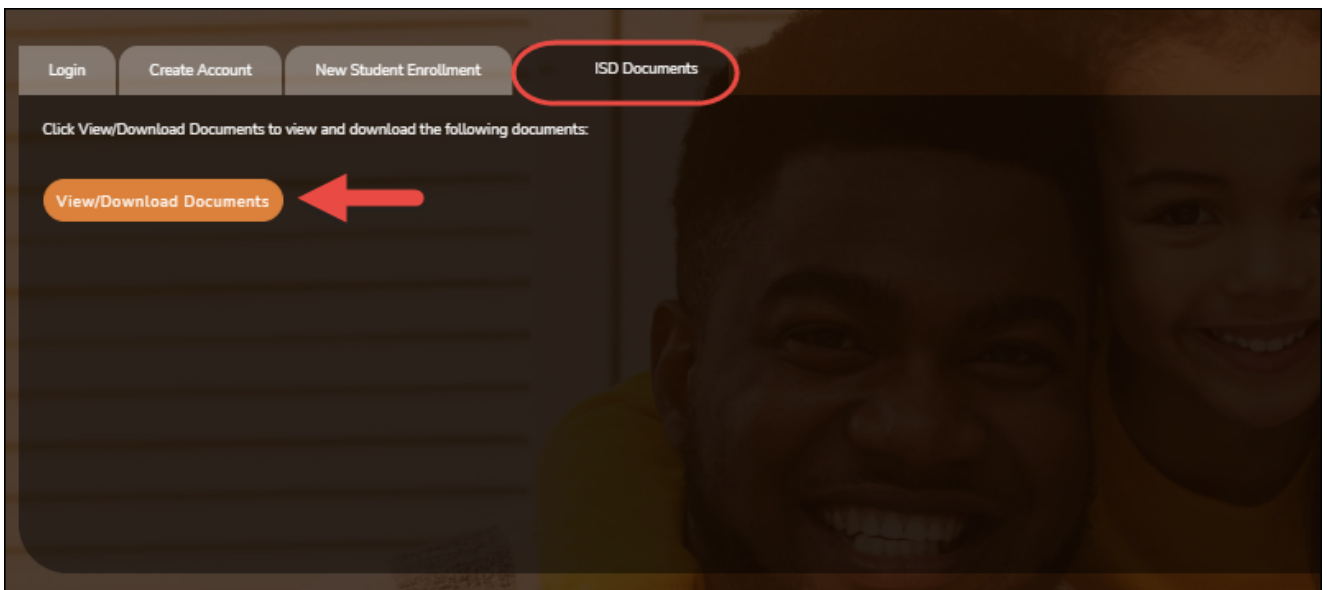 Login
Create Account
New Student Enrollment
ISD Documents
Click View/Download Documents to view and download the following documents:
View/Download Documents